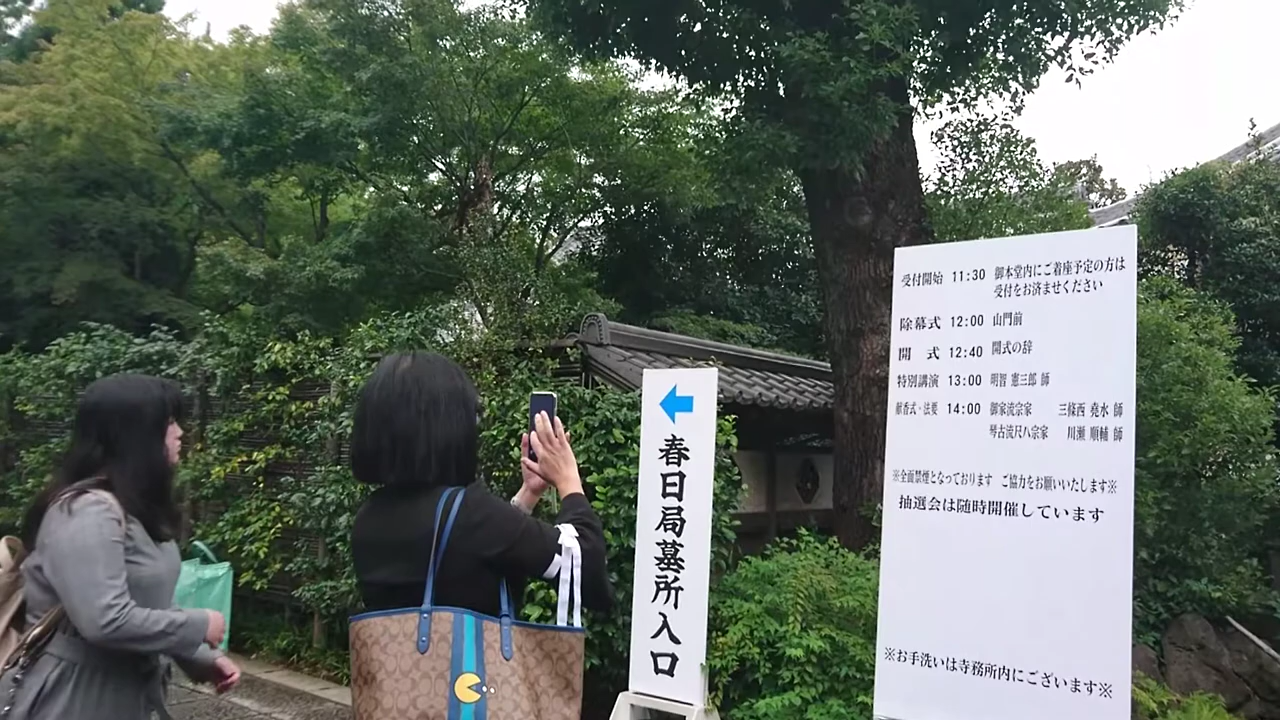 春日局墓所入口
受付開始 11:30 御本堂内にご着座予定の方は
受付をお済ませください
除幕式 12:00 山門前
開 式 12:40 開式の辞
特別講演 13:00 明智 憲三郎 師
献香式・法要 14:00 御家流宗家 三條西 堯水 師
琴古流尺八宗家 川瀬 順輔 師
※全面禁煙となっております ご協力をお願いいたします※
抽選会は随時開催しています
※お手洗いは寺務所内にございます※